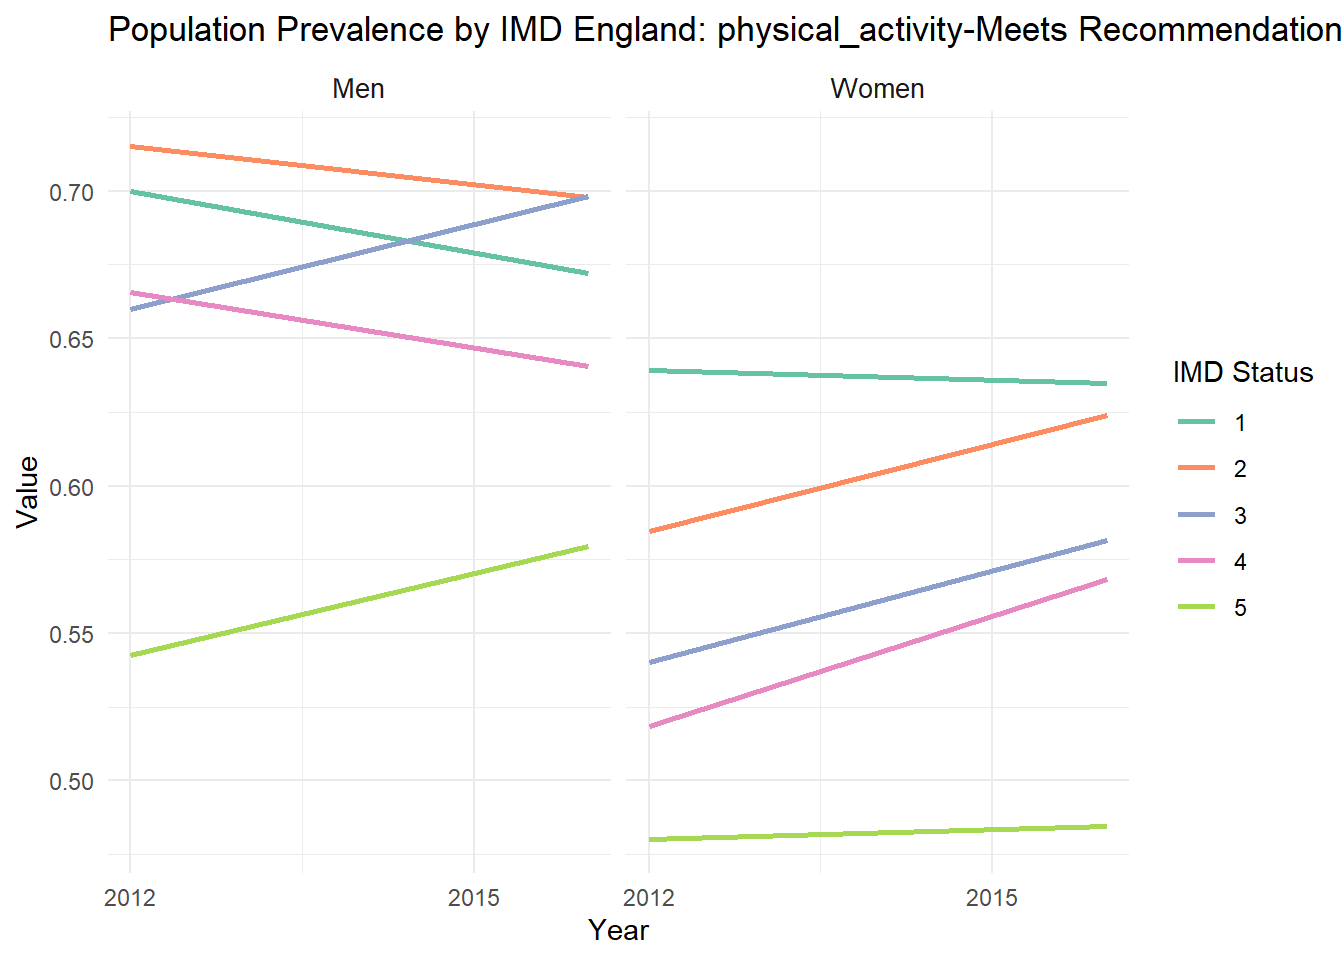 Population Prevalence by IMD England: physical_activity-Meets Recommendation
Men
Women
0.70
0.65
0.60
0.55
0.50
Value
2012
2015
2012
2015
Year
IMD Status
1
2
3
4
5